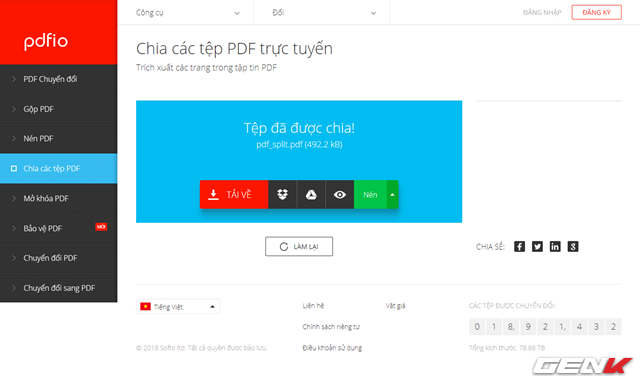 pdfio
Công cụ
Đổi
ĐĂNG NHẬP
ĐĂNG KÝ
PDF Chuyển đổi
Gộp PDF
Nén PDF
Chia các tệp PDF
Mở khóa PDF
Bảo vệ PDF
MỚI
Chuyển đổi PDF
Chuyển đổi sang PDF
Chia các tệp PDF trực tuyến
Trích xuất các trang trong tập tin PDF
Tệp đã được chia!
pdf_split.pdf (492.2 kB)
TẢI VỀ
Nén
LÀM LẠI
CHIA SẺ:
Tiếng Việt
© 2018 Softo ltd. Tất cả quyền được bảo lưu.
Liên hệ
Vật giá
Chính sách riêng tư
Điều khoản sử dụng
CÁC TỆP ĐƯỢC CHUYỂN ĐỔI:
0 1 8, 9 2 1, 4 3 2
Tổng kích thước: 78.88 TB
GENK